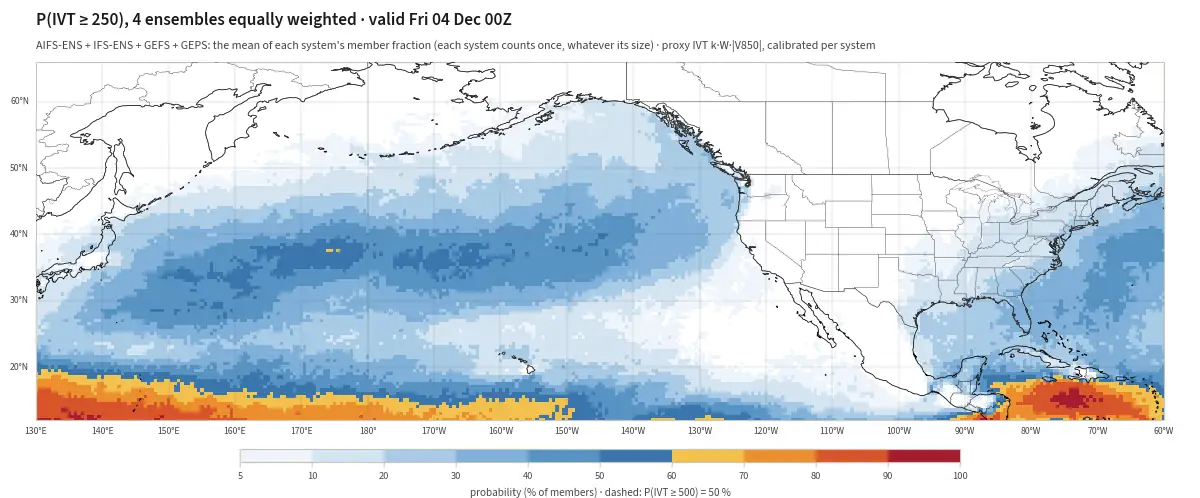 P(IVT ≥ 250), 4 ensembles equally weighted · valid Fri 04 Dec 00Z
AIFS-ENS + IFS-ENS + GEFS + GEPS: the mean of each system's member fraction (each system counts once, whatever its size) · proxy IVT k·W·|V850|, calibrated per system
60°N
50°N
40°N
30°N
20°N
130°E 140°E 150°E 160°E 170°E 180° 170°W 160°W 150°W 140°W 130°W 120°W 110°W 100°W 90°W 80°W 70°W 60°W
5 10 20 30 40 50 60 70 80 90 100
probability (% of members) · dashed: P(IVT ≥ 500) = 50 %